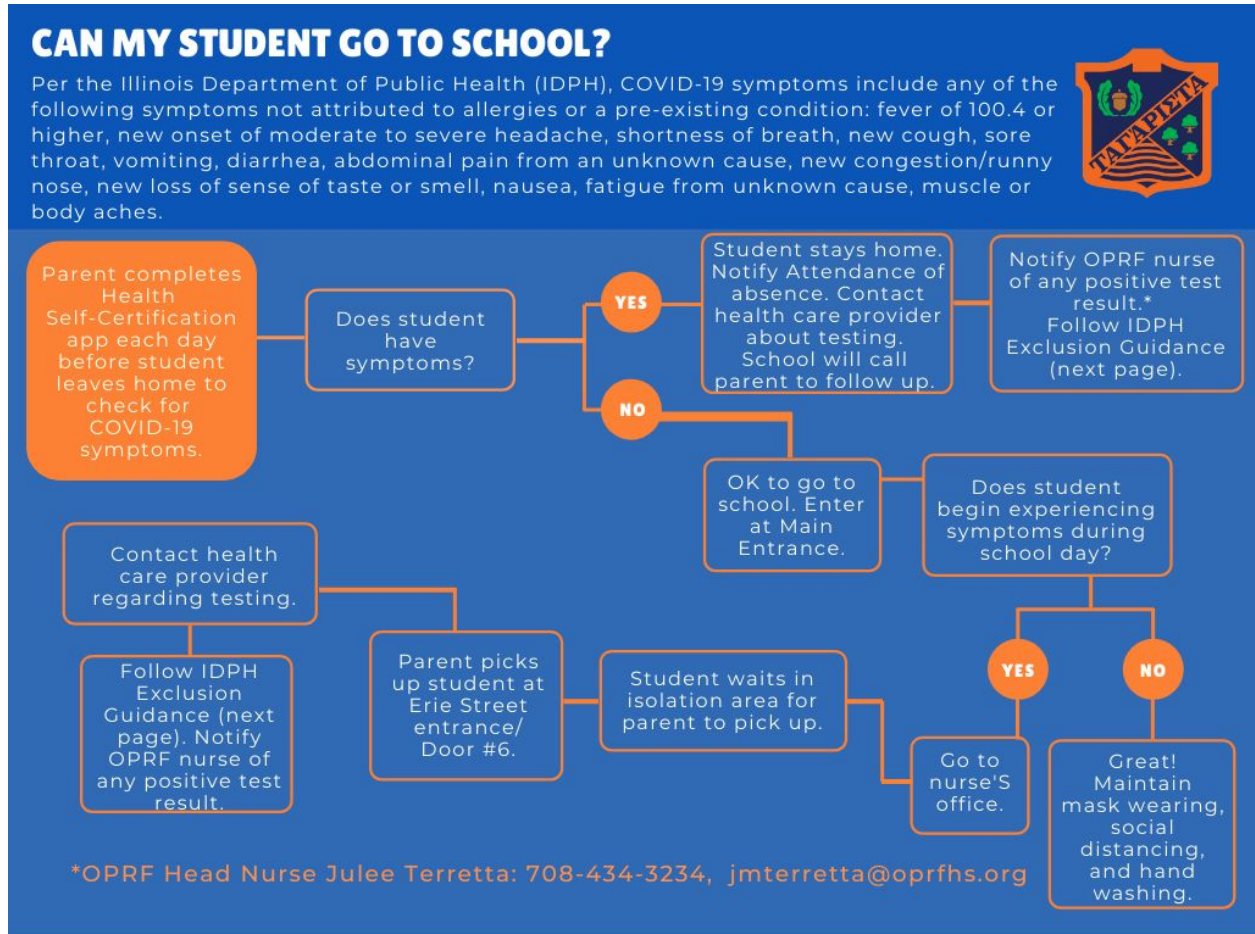 CAN MY STUDENT GO TO SCHOOL?
Per the Illinois Department of Public Health (IDPH), COVID-19 symptoms include any of the
following symptoms not attributed to allergies or a pre-existing condition: fever of 100.4 or
higher, new onset of moderate to severe headache, shortness of breath, new cough, sore
throat, vomiting, diarrhea, abdominal pain from an unknown cause, new congestion/runny
nose, new loss of sense of taste or smell, nausea, fatigue from unknown cause, muscle or
body aches.
ΤΑΓΑΡΙΣΤΑ
Parent completes
Health
Self-Certification
app each day
before student
leaves home to
check for
COVID-19
symptoms.
Does student
have
symptoms?
YES
Student stays home.
Notify Attendance of
absence. Contact
health care provider
about testing.
School will call
parent to follow up.
Notify OPRF nurse
of any positive test
result.*
Follow IDPH
Exclusion Guidance
(next page).
NO
OK to go to
school. Enter
at Main
Entrance.
Does student
begin experiencing
symptoms during
school day?
YES
NO
Go to
nurse'S
office.
Great!
Maintain
mask wearing,
social
distancing,
and hand
washing.
Student waits in
isolation area for
parent to pick up.
Parent picks
up student at
Erie Street
entrance/
Door #6.
Contact health
care provider
regarding testing.
Follow IDPH
Exclusion
Guidance (next
page). Notify
OPRF nurse of
any positive test
result.
*OPRF Head Nurse Julee Terretta: 708-434-3234, jmterretta@oprfhs.org